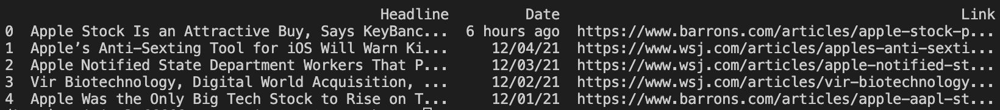 Headline Date Link
0 Apple Stock Is an Attractive Buy, Says KeyBanc... 6 hours ago https://www.barrons.com/articles/apple-stock-p...
1 Apple’s Anti-Sexting Tool for iOS Will Warn Ki... 12/04/21 https://www.wsj.com/articles/apples-anti-sexti...
2 Apple Notified State Department Workers That P... 12/03/21 https://www.wsj.com/articles/apple-notified-st...
3 Vir Biotechnology, Digital World Acquisition, ... 12/02/21 https://www.wsj.com/articles/vir-biotechnology...
4 Apple Was the Only Big Tech Stock to Rise on T... 12/01/21 https://www.barrons.com/articles/apple-aapl-st...